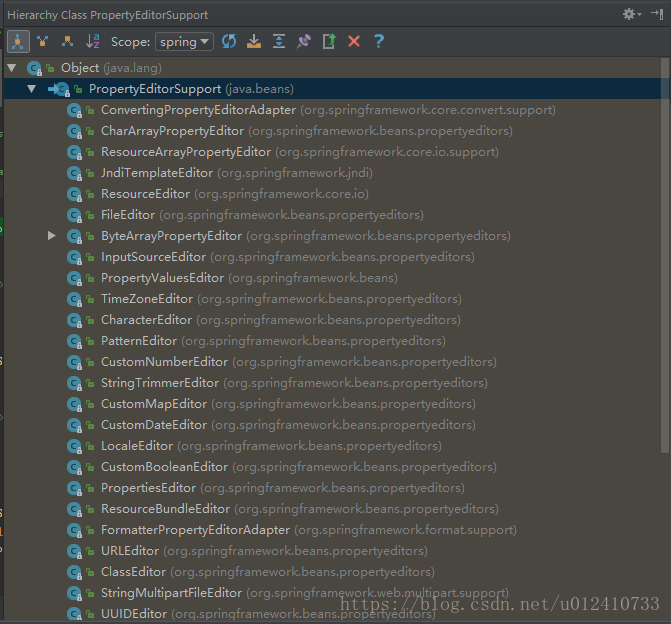 Hierarchy Class PropertyEditorSupport
Scope: spring
Object (java.lang)
PropertyEditorSupport (java.beans)
ConvertingPropertyEditorAdapter (org.springframework.core.convert.support)
CharArrayPropertyEditor (org.springframework.beans.propertyeditors)
ResourceArrayPropertyEditor (org.springframework.core.io.support)
JndiTemplateEditor (org.springframework.jndi)
ResourceEditor (org.springframework.core.io)
FileEditor (org.springframework.beans.propertyeditors)
ByteArrayPropertyEditor (org.springframework.beans.propertyeditors)
InputSourceEditor (org.springframework.beans.propertyeditors)
PropertyValuesEditor (org.springframework.beans)
TimeZoneEditor (org.springframework.beans.propertyeditors)
CharacterEditor (org.springframework.beans.propertyeditors)
PatternEditor (org.springframework.beans.propertyeditors)
CustomNumberEditor (org.springframework.beans.propertyeditors)
StringTrimmerEditor (org.springframework.beans.propertyeditors)
CustomMapEditor (org.springframework.beans.propertyeditors)
CustomDateEditor (org.springframework.beans.propertyeditors)
LocaleEditor (org.springframework.beans.propertyeditors)
CustomBooleanEditor (org.springframework.beans.propertyeditors)
PropertiesEditor (org.springframework.beans.propertyeditors)
ResourceBundleEditor (org.springframework.beans.propertyeditors)
FormatterPropertyEditorAdapter (org.springframework.format.support)
URLEditor (org.springframework.beans.propertyeditors)
ClassEditor (org.springframework.beans.propertyeditors)
StringMultipartFileEditor (org.springframework.web.multipart.support)
UUIDEditor (org.springframework.beans.propertyeditors)
https://blog.csdn.net/u012410733